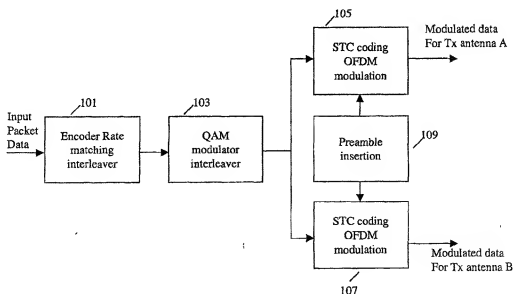 105
Modulated data
For Tx antenna A
STC coding
OFDM
modulation
Input
Packet
Data
101
Encoder Rate
matching
interleaver
103
QAM
modulator
interleaver
Preamble
insertion
109
STC coding
OFDM
modulation
107
Modulated data
For Tx antenna B